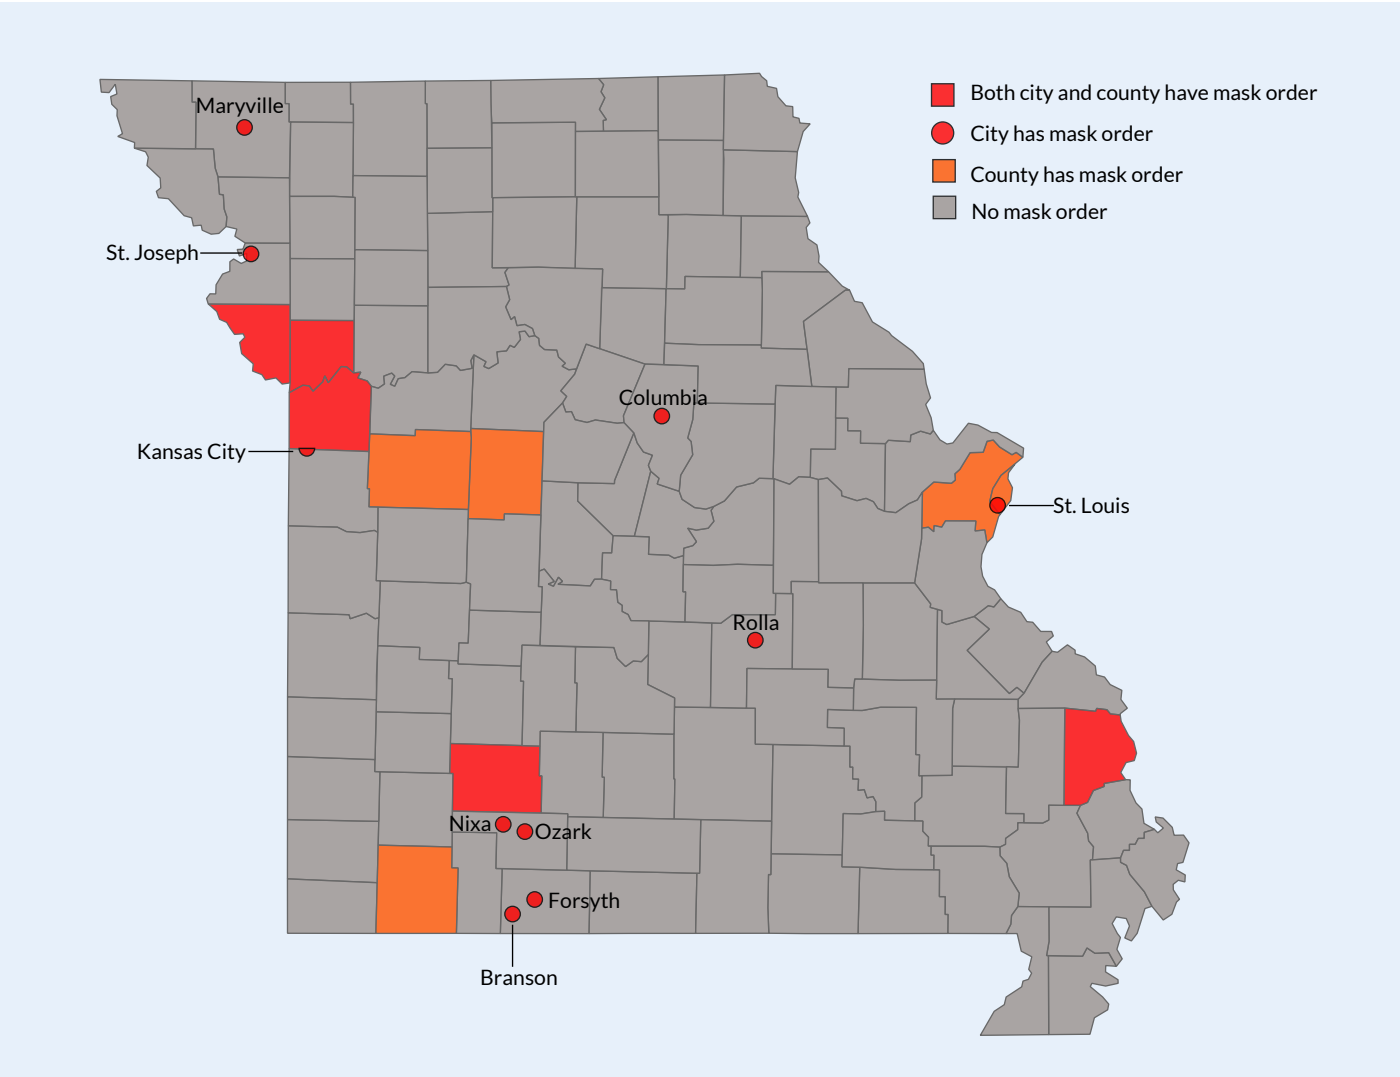 Both city and county have mask order
Maryville
City has mask order
County has mask order
No mask order
St. Joseph
Columbia
Kansas City
St. Louis
Rolla
Nixa
Ozark
Forsyth
Branson